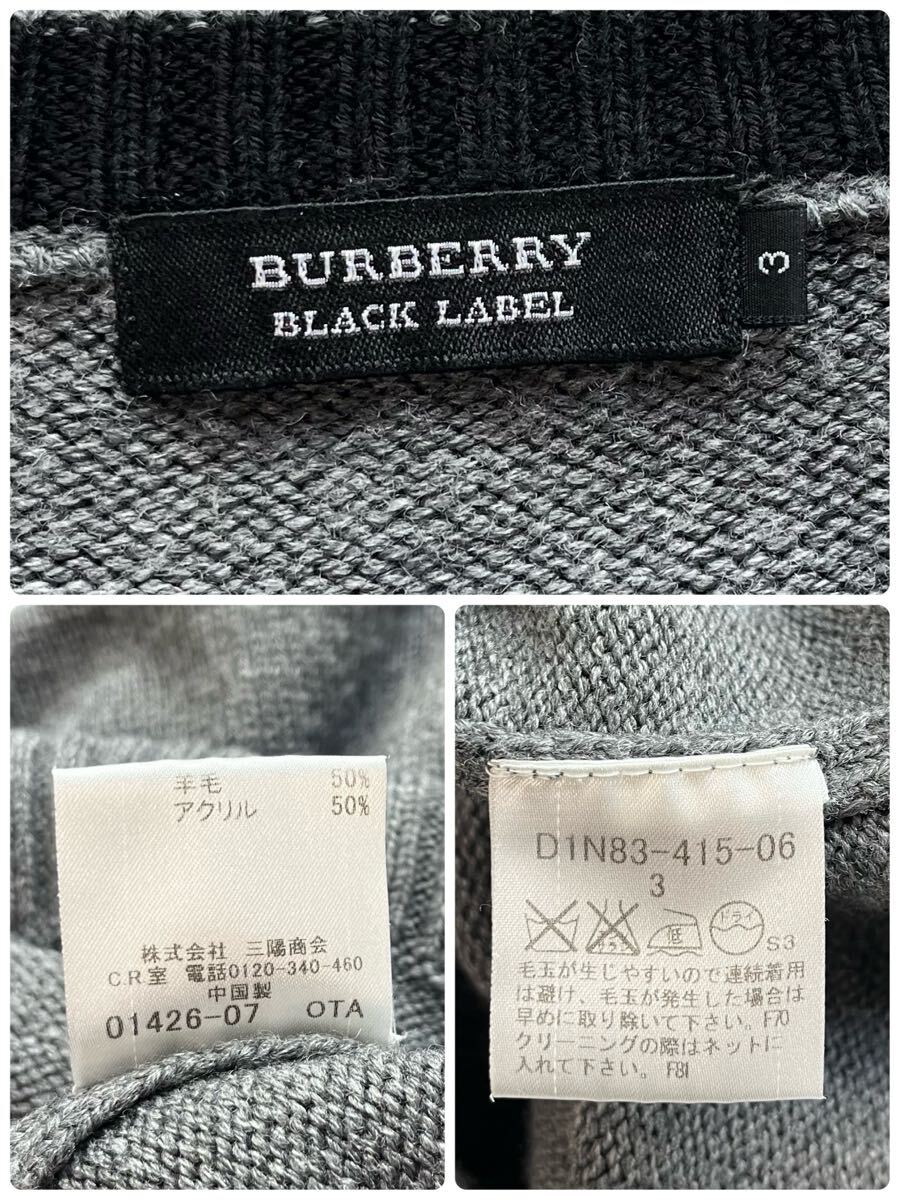 BURBERRY
BLACK LABEL
3
羊毛 50%
アクリル 50%
株式会社 三陽商会
C.R室 電話0120-340-460
中国製
01426-07 OTA
D1N83-415-06
3
低 ドライ S3
毛玉が生じやすいので連続着用
は避け、毛玉が発生した場合は
早めに取り除いて下さい。F70
クリーニングの際はネットに
入れて下さい。F81